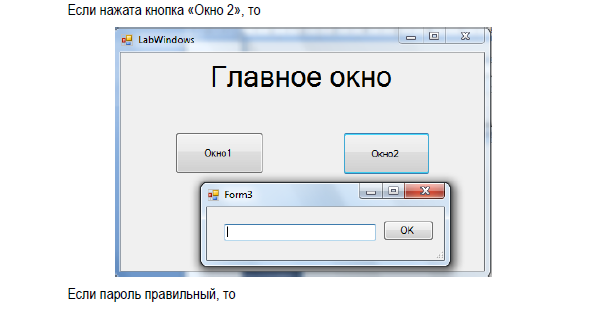 Если нажата кнопка «Окно 2», то
LabWindows
Главное окно
Окно1
Окно2
Form3
OK
Если пароль правильный, то